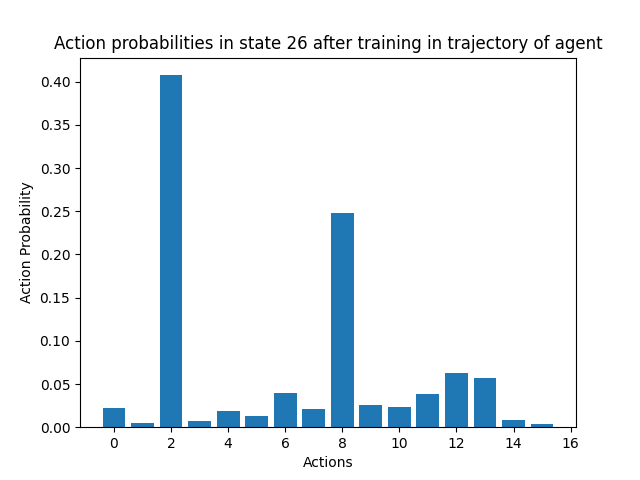 Action probabilities in state 26 after training in trajectory of agent
0.40
0.35
0.30
0.25
0.20
0.15
0.10
0.05
0.00
Action Probability
0 2 4 6 8 10 12 14 16
Actions